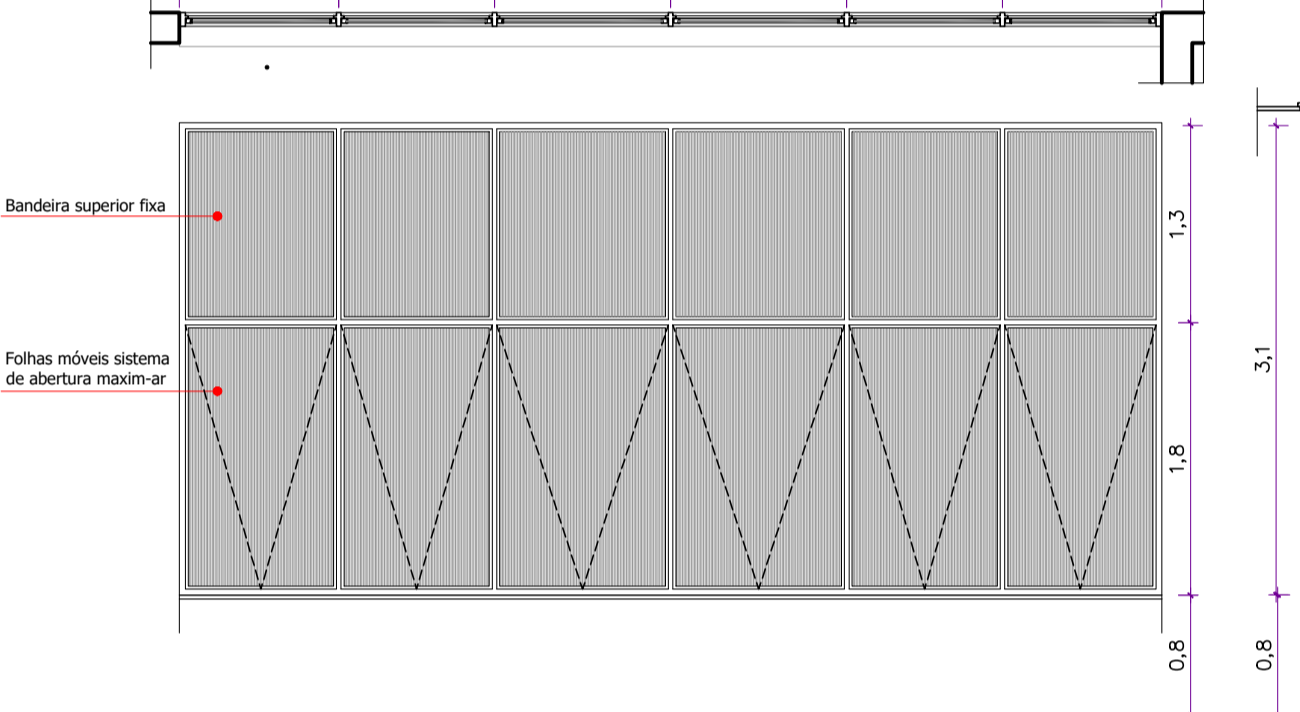 Bandeira superior fixa
1,3
3,1
Folhas móveis sistema
de abertura maxim-ar
1,8
0,8
0,8